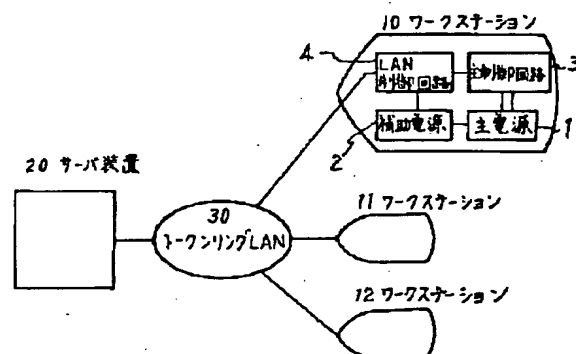 10 ワークステーション
4
LAN
制御回路
主制御回路
3
補助電源
主電源
1
2
20 サーバ装置
30
トークンリングLAN
11 ワークステーション
12 ワークステーション